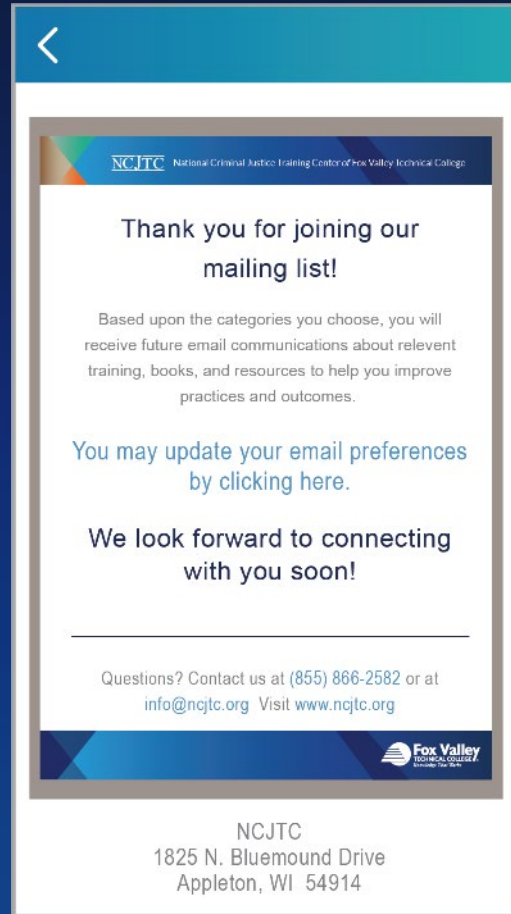 NCJTC National Criminal Justice Training Center of Fox Valley Technical College
Thank you for joining our
mailing list!
Based upon the categories you choose, you will
receive future email communications about relevent
training, books, and resources to help you improve
practices and outcomes.
You may update your email preferences
by clicking here.
We look forward to connecting
with you soon!
Questions? Contact us at (855) 866-2582 or at
info@ncjtc.org Visit www.ncjtc.org
Fox Valley
TECHNICAL COLLEGE
Knowledge That Works
NCJTC
1825 N. Bluemound Drive
Appleton, WI 54914